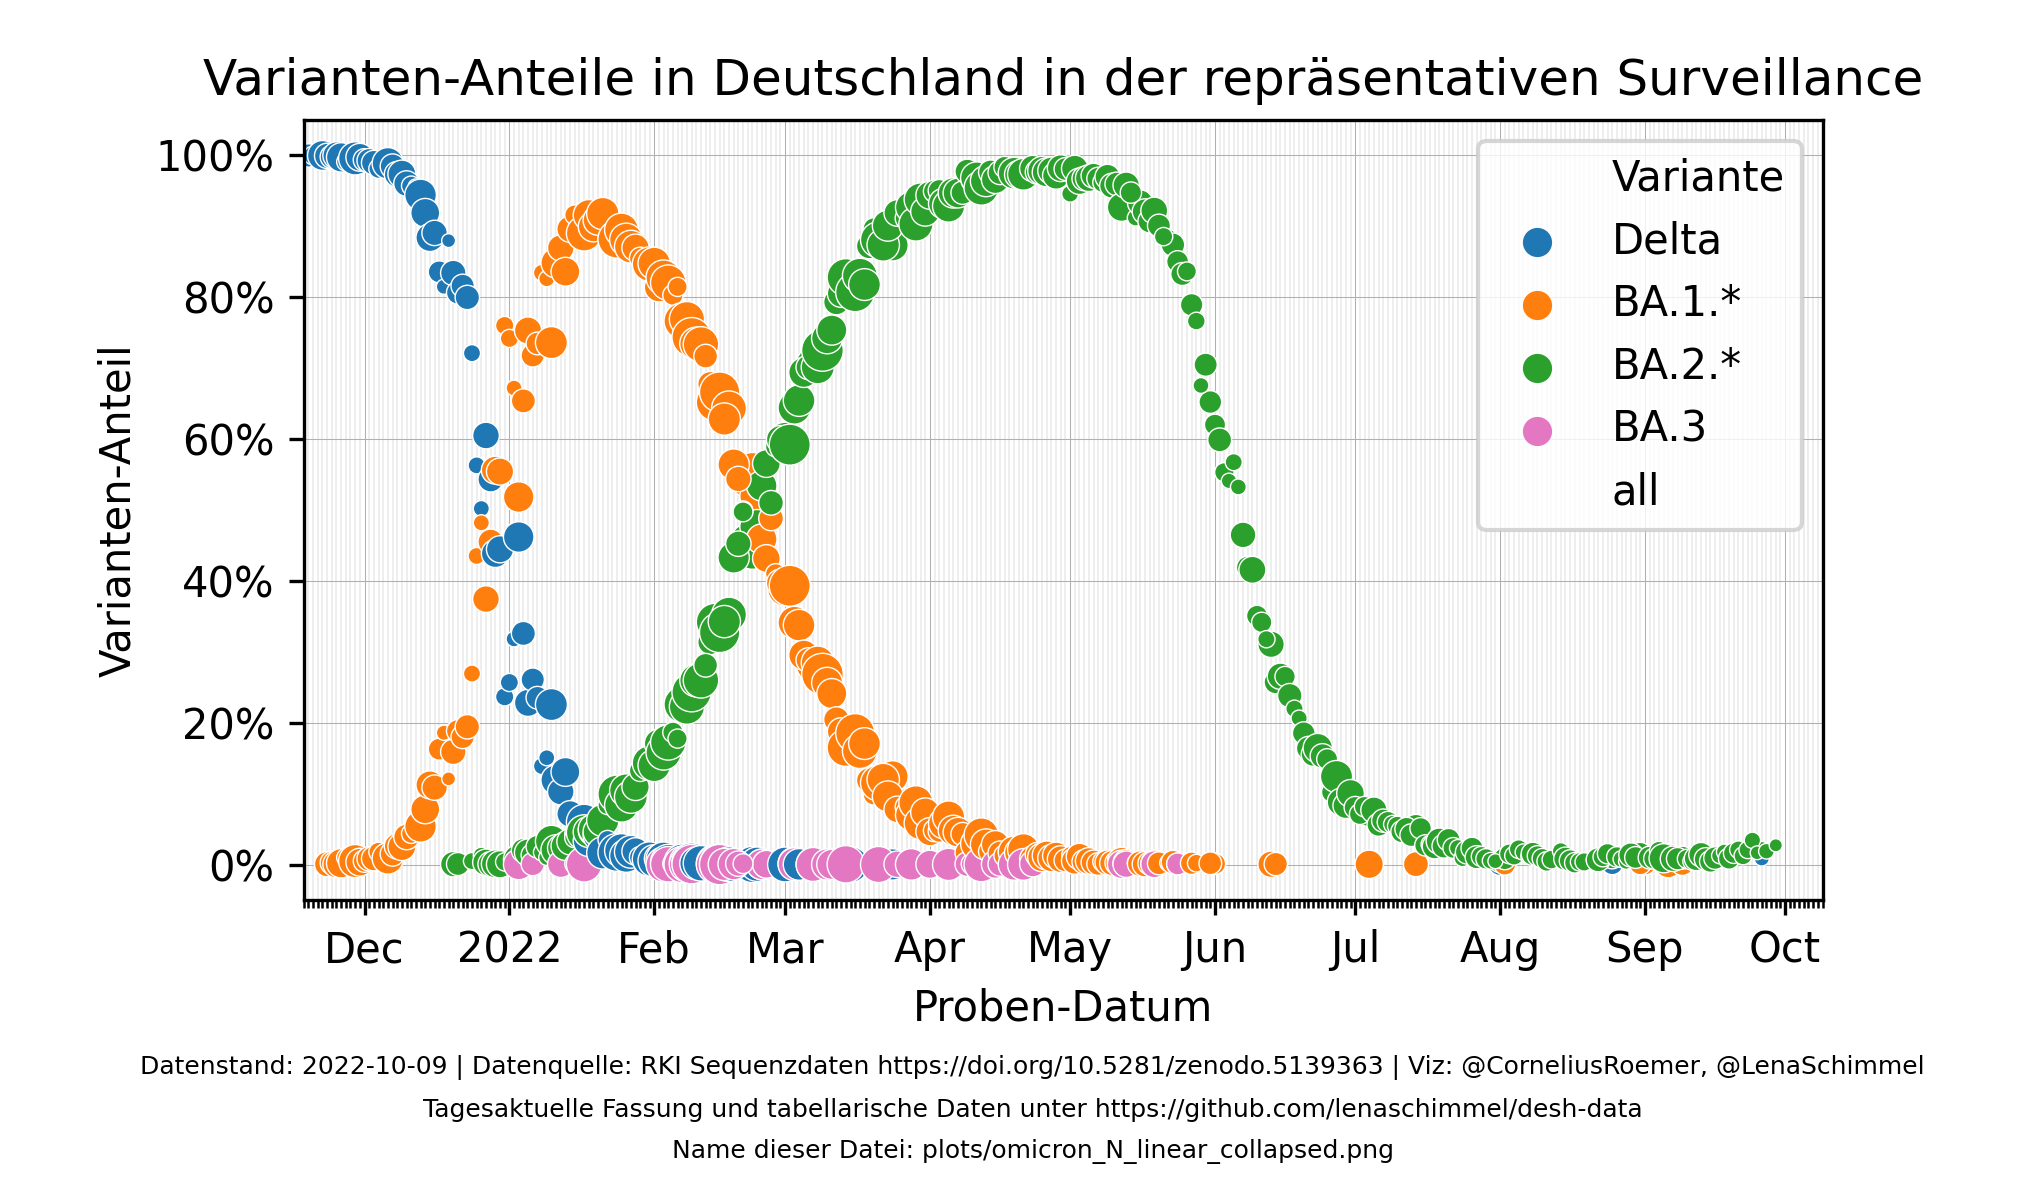 Varianten-Anteile in Deutschland in der repräsentativen Surveillance
Varianten-Anteil
100%
80%
60%
40%
20%
0%
Variante
Delta
BA.1.*
BA.2.*
BA.3
all
Dec 2022 Feb Mar Apr May Jun Jul Aug Sep Oct
Proben-Datum
Datenstand: 2022-10-09 | Datenquelle: RKI Sequenzdaten https://doi.org/10.5281/zenodo.5139363 | Viz: @CorneliusRoemer, @LenaSchimmel
Tagesaktuelle Fassung und tabellarische Daten unter https://github.com/lenaschimmel/desh-data
Name dieser Datei: plots/omicron_N_linear_collapsed.png